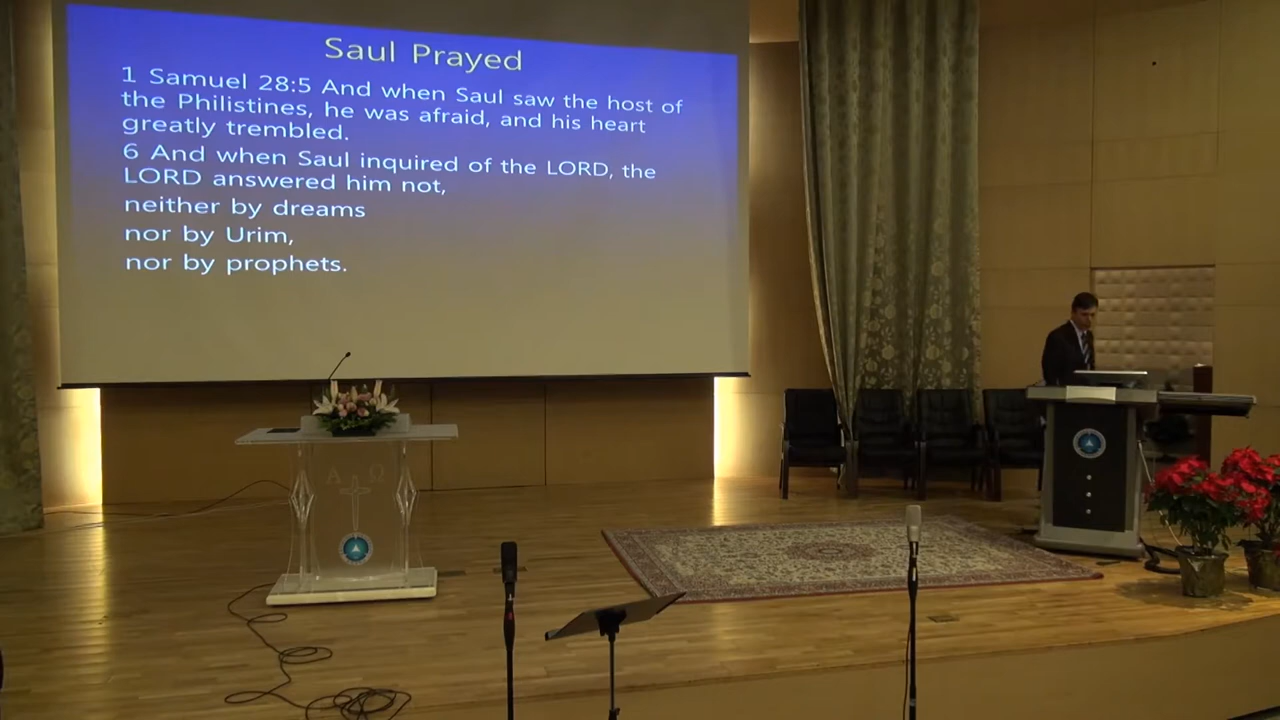 Saul Prayed
1 Samuel 28:5 And when Saul saw the host of
the Philistines, he was afraid, and his heart
greatly trembled.
6 And when Saul inquired of the LORD, the
LORD answered him not,
neither by dreams
nor by Urim,
nor by prophets.
Α Ω